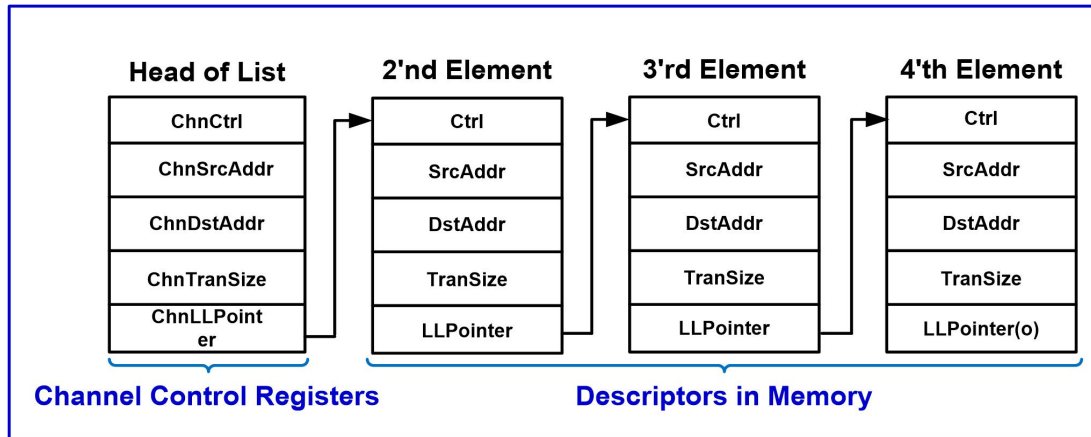 Head of List
2'nd Element
3'rd Element
4'th Element
ChnCtrl
Ctrl
Ctrl
Ctrl
ChnSrcAddr
SrcAddr
SrcAddr
SrcAddr
ChnDstAddr
DstAddr
DstAddr
DstAddr
ChnTranSize
TranSize
TranSize
TranSize
ChnLLPoint
er
LLPointer
LLPointer
LLPointer(o)
Channel Control Registers
Descriptors in Memory